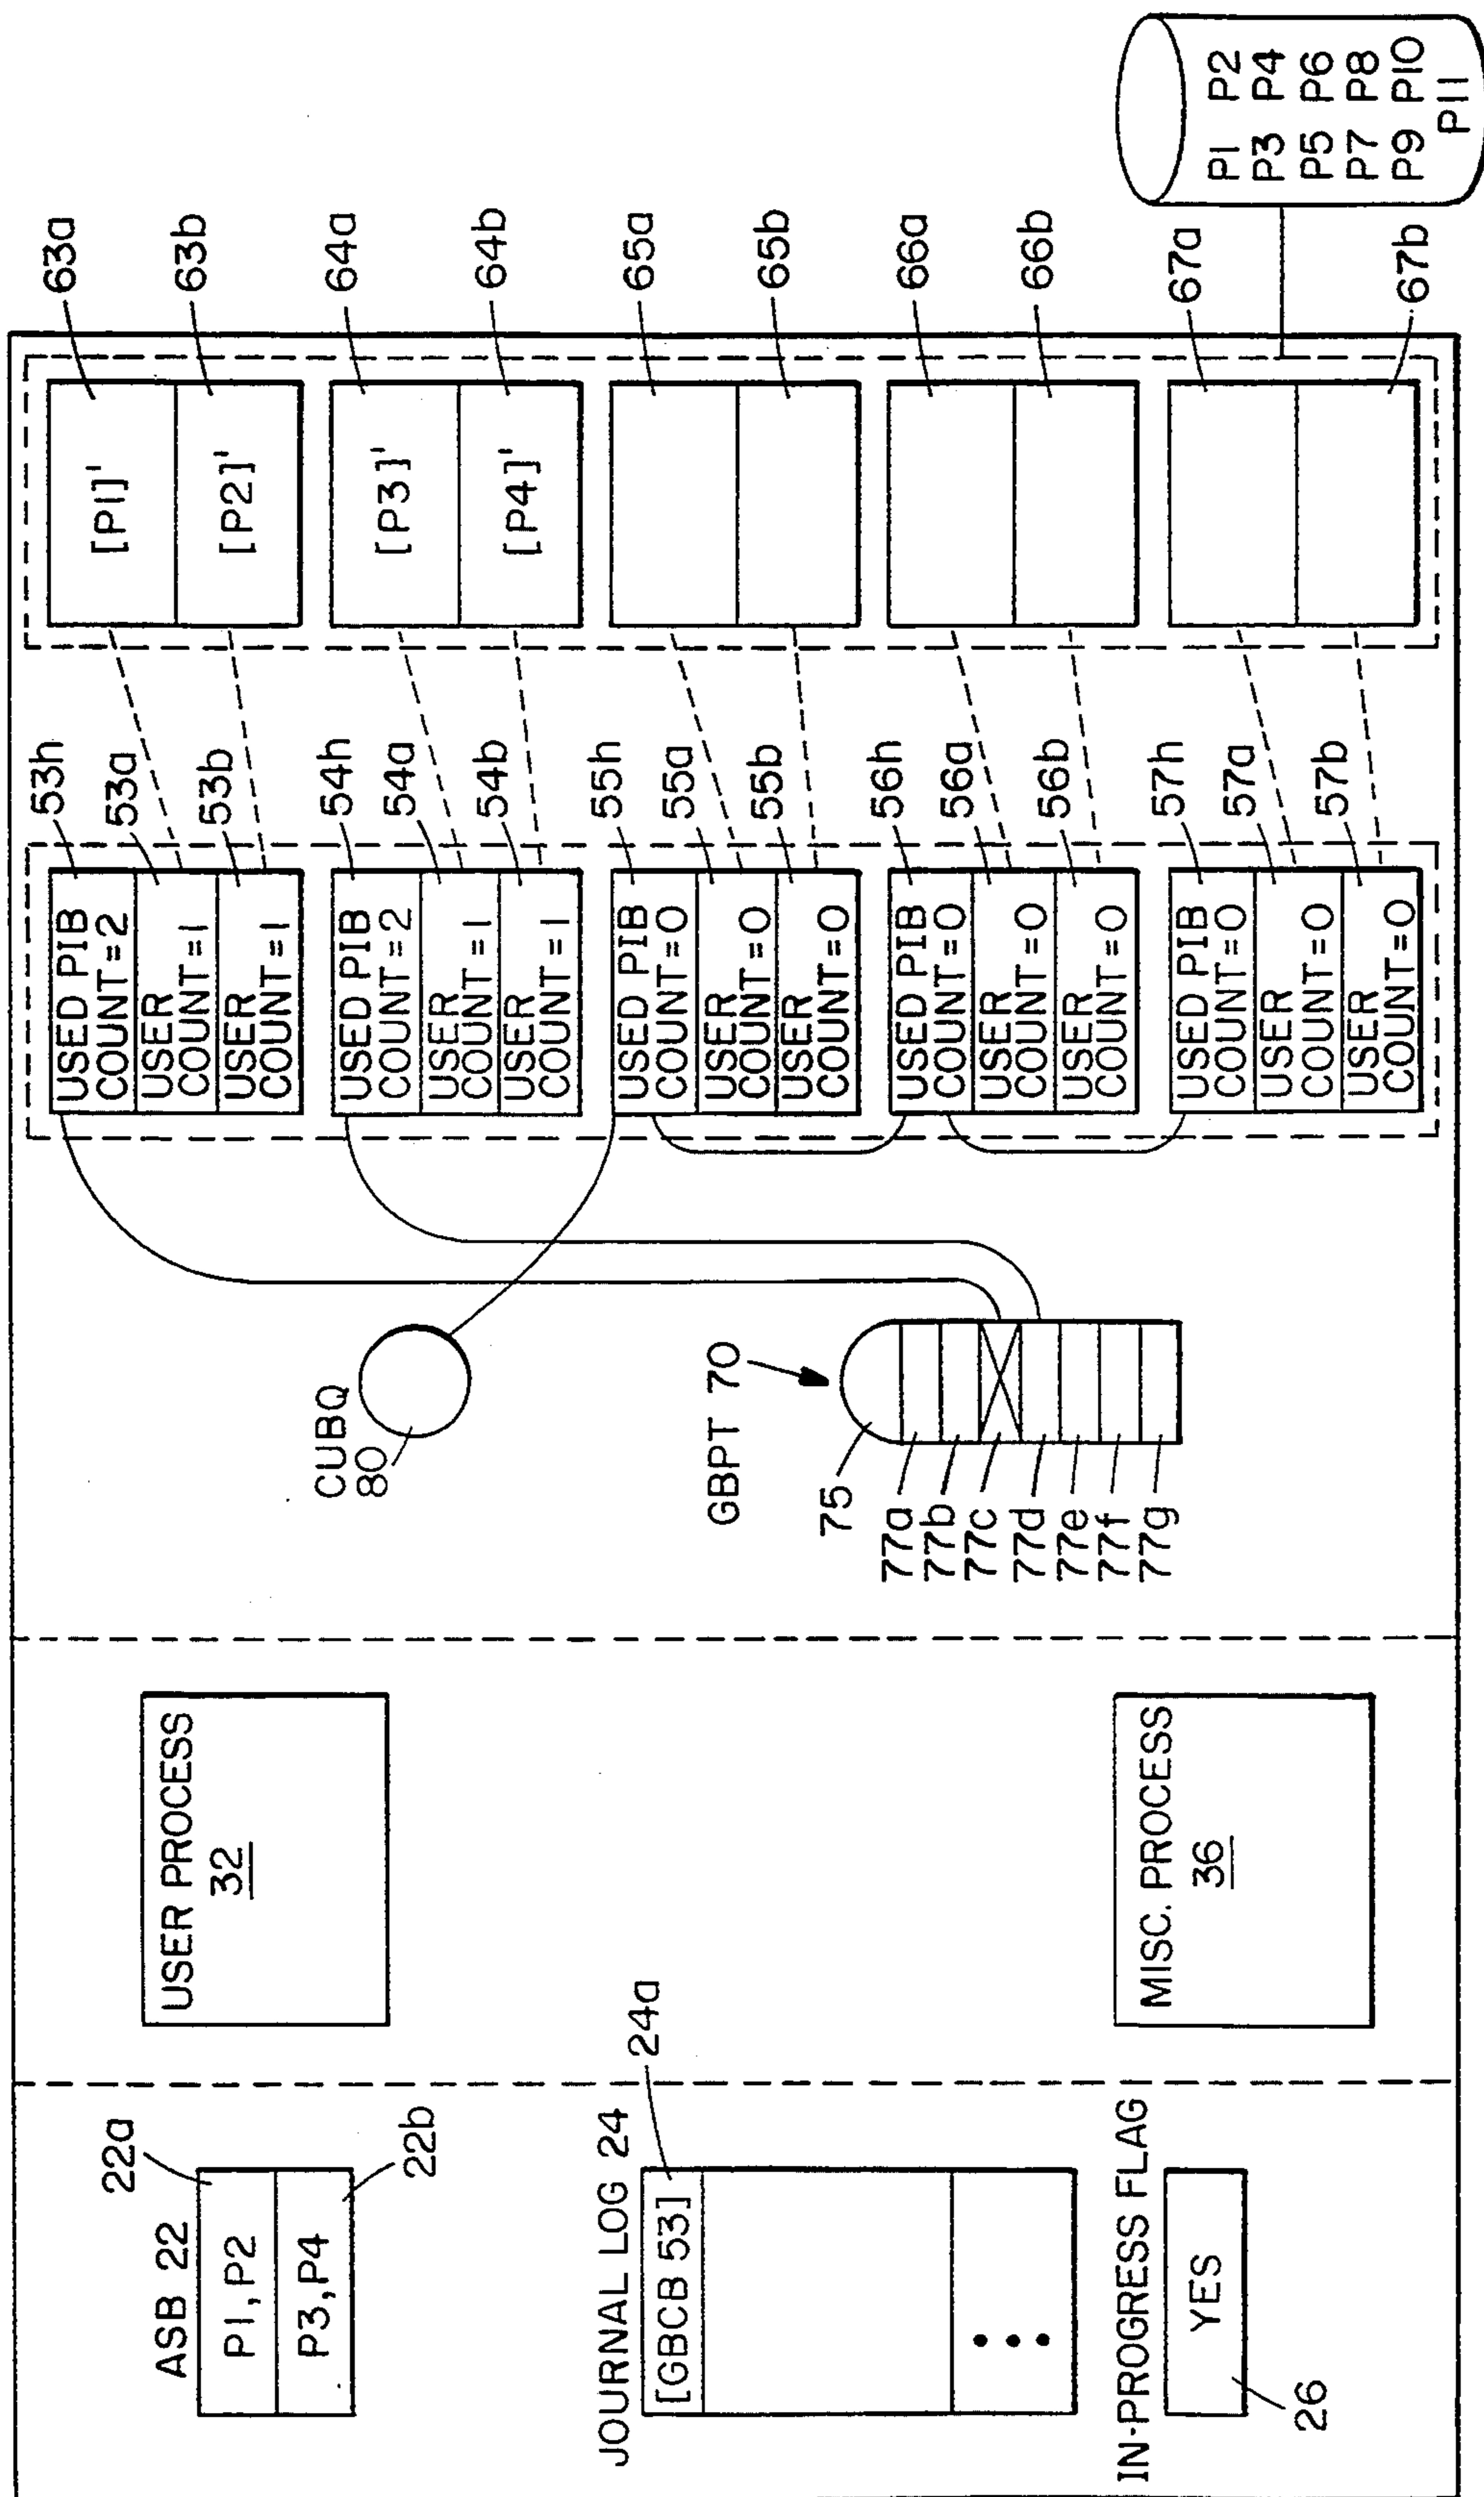 ASB 22
22a
P1,P2
P3,P4
22b
JOURNAL LOG 24
24a
[GBCB 53]
IN-PROGRESS FLAG
YES
26
USER PROCESS
32
MISC. PROCESS
36
CUBQ
80
GBPT 70
75
77a
77b
77c
77d
77e
77f
77g
USED PIB
COUNT=2
USER
COUNT=1
USER
COUNT=1
53h
53a
53b
USED PIB
COUNT=2
USER
COUNT=1
USER
COUNT=1
54h
54a
54b
USED PIB
COUNT=0
USER
COUNT=0
USER
COUNT=0
55h
55a
55b
USED PIB
COUNT=0
USER
COUNT=0
USER
COUNT=0
56h
56a
56b
USED PIB
COUNT=0
USER
COUNT=0
USER
COUNT=0
57h
57a
57b
[P1]'
[P2]'
[P3]'
[P4]'
63a
63b
64a
64b
65a
65b
66a
66b
67a
67b
P1 P2
P3 P4
P5 P6
P7 P8
P9 P10
P11